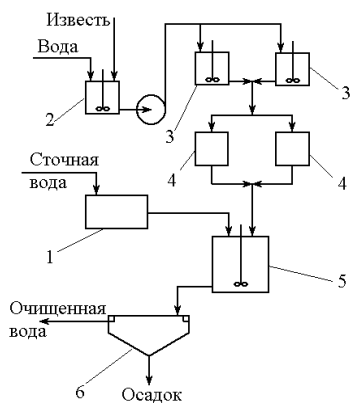 Известь
Вода
2
3
3
4
4
Сточная
вода
1
5
Очищенная
вода
6
Осадок